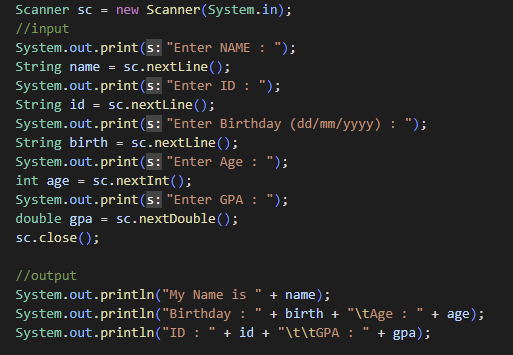 Scanner sc = new Scanner(System.in);
//input
System.out.print(s: "Enter NAME : ");
String name = sc.nextLine();
System.out.print(s: "Enter ID : ");
String id = sc.nextLine();
System.out.print(s: "Enter Birthday (dd/mm/yyyy) : ");
String birth = sc.nextLine();
System.out.print(s: "Enter Age : ");
int age = sc.nextInt();
System.out.print(s: "Enter GPA : ");
double gpa = sc.nextDouble();
sc.close();
//output
System.out.println("My Name is " + name);
System.out.println("Birthday : " + birth + "\tAge : " + age);
System.out.println("ID : " + id + "\t\tGPA : " + gpa);